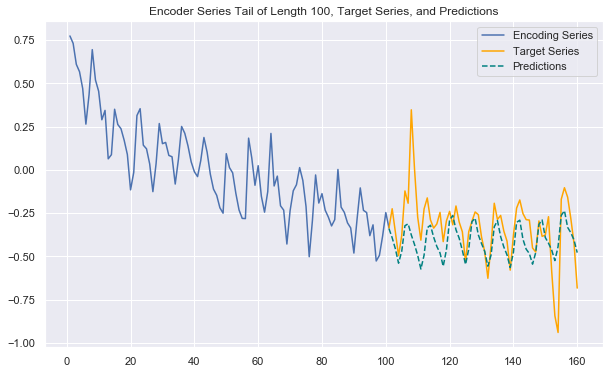 Encoder Series Tail of Length 100, Target Series, and Predictions
Encoding Series
Target Series
Predictions
0.75
0.50
0.25
0.00
−0.25
−0.50
−0.75
−1.00
0 20 40 60 80 100 120 140 160